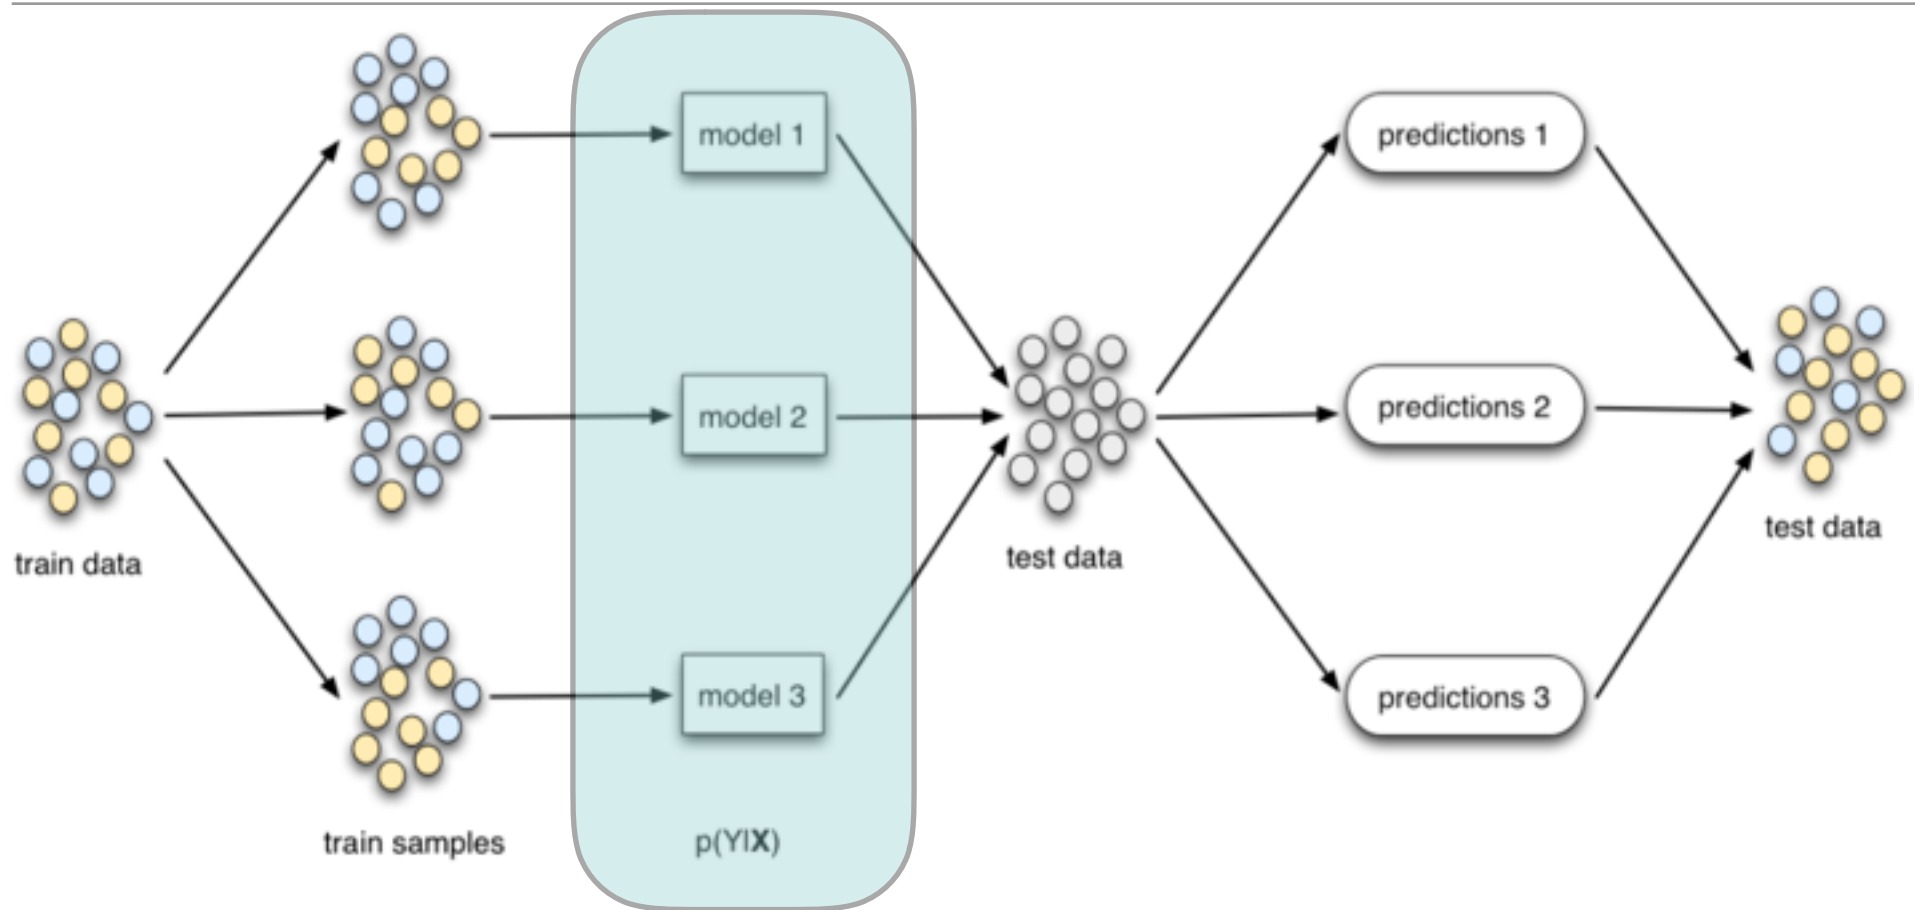 model 1
predictions 1
model 2
predictions 2
train data
test data
test data
model 3
predictions 3
train samples
p(Y|X)